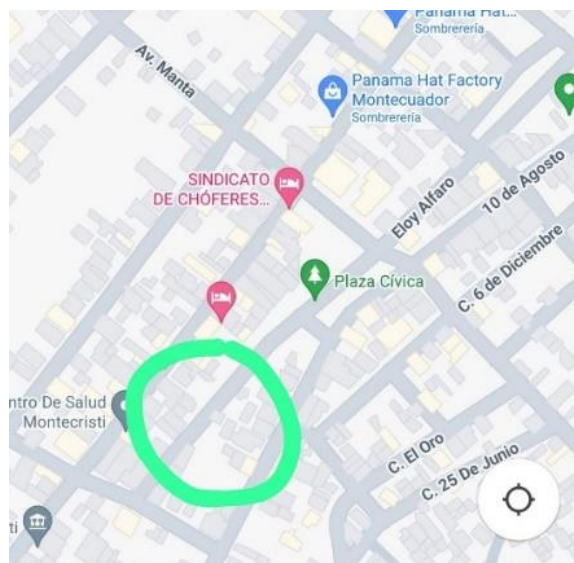 Panama Hat...
Sombrerería
Av. Manta
Panama Hat Factory
Montecuador
Sombrerería
SINDICATO
DE CHÓFERES...
Eloy Alfaro
10 de Agosto
Plaza Cívica
C. 6 de Diciembre
ntro De Salud
Montecristi
C. El Oro
C. 25 De Junio
ti